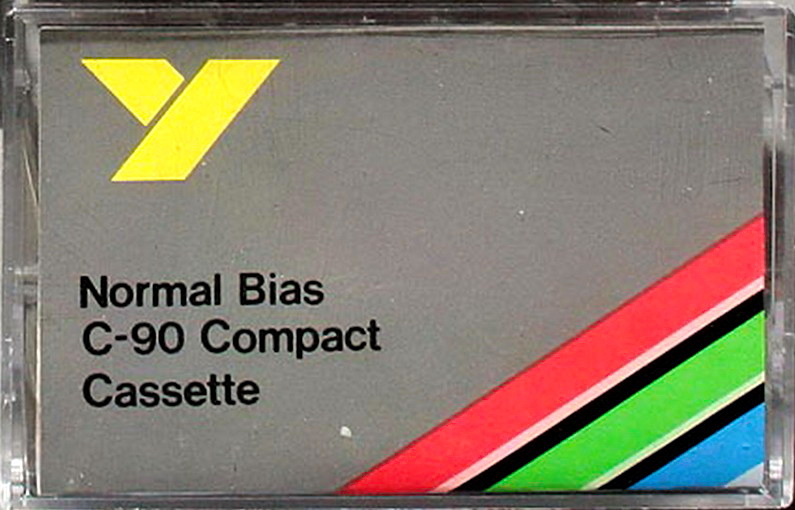 Y
Normal Bias
C-90 Compact
Cassette